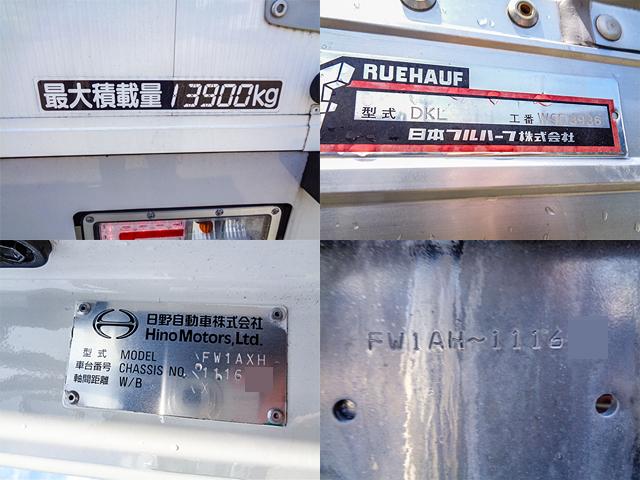 最大積載量 13900kg
RUEHAUF
型式 DKL
工番
日本フルハーフ株式会社
日野自動車株式会社
Hino Motors, Ltd.
型式 MODEL FW1AXH
車台番号 CHASSIS NO. 1116
軸間距離 W/B X
FW1AH~1116